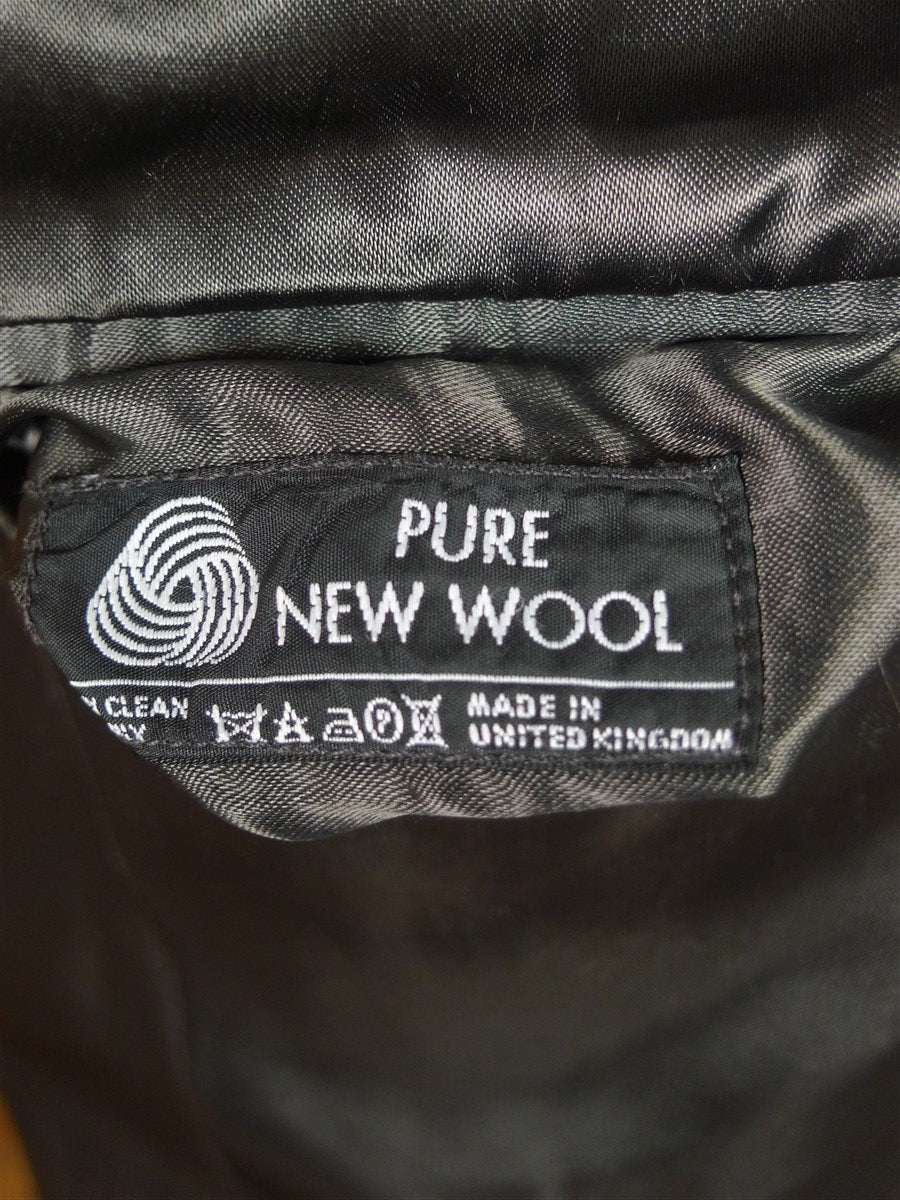 PURE
NEW WOOL
CLEAN
MADE IN
P
UNITED KINGDOM